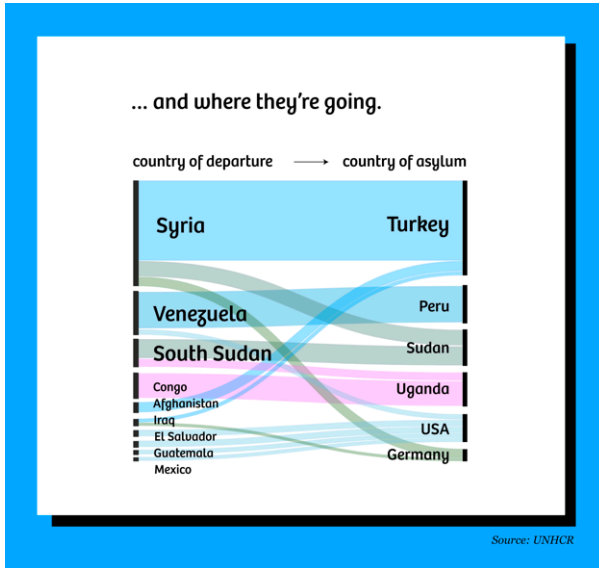 ... and where they're going.
country of departure → country of asylum
Syria
Turkey
Venezuela
Peru
South Sudan
Sudan
Congo
Uganda
Afghanistan
Iraq
USA
El Salvador
Guatemala
Germany
Mexico
Source: UNHCR